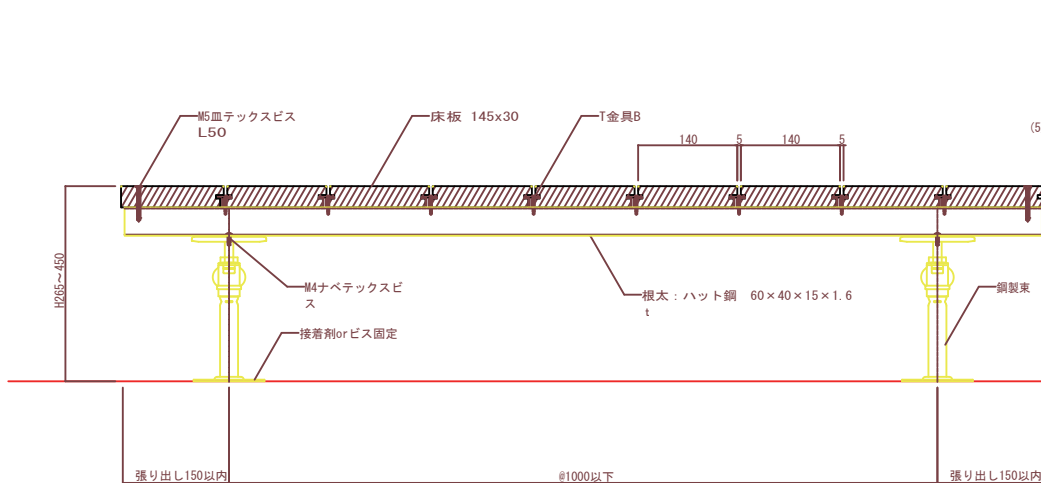 M5皿テックスビス
L50
床板 145x30
T金具B
140
5
140
5
(5
H265～450
M4ナベテックスビ
ス
接着剤orビス固定
根太：ハット鋼 60×40×15×1.6
t
鋼製束
張り出し150以内
@1000以下
張り出し150以内